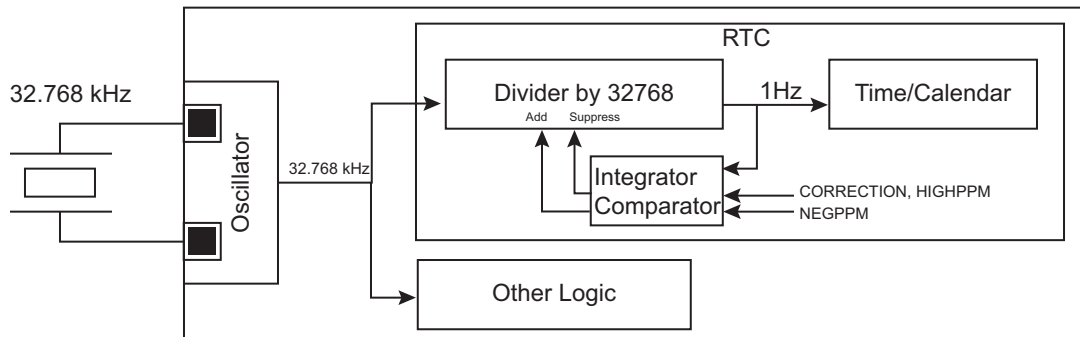 RTC
32.768 kHz
Divider by 32768
Add Suppress
1Hz
Time/Calendar
Oscillator
32.768 kHz
Integrator
Comparator
CORRECTION, HIGHPPM
NEGPPM
Other Logic